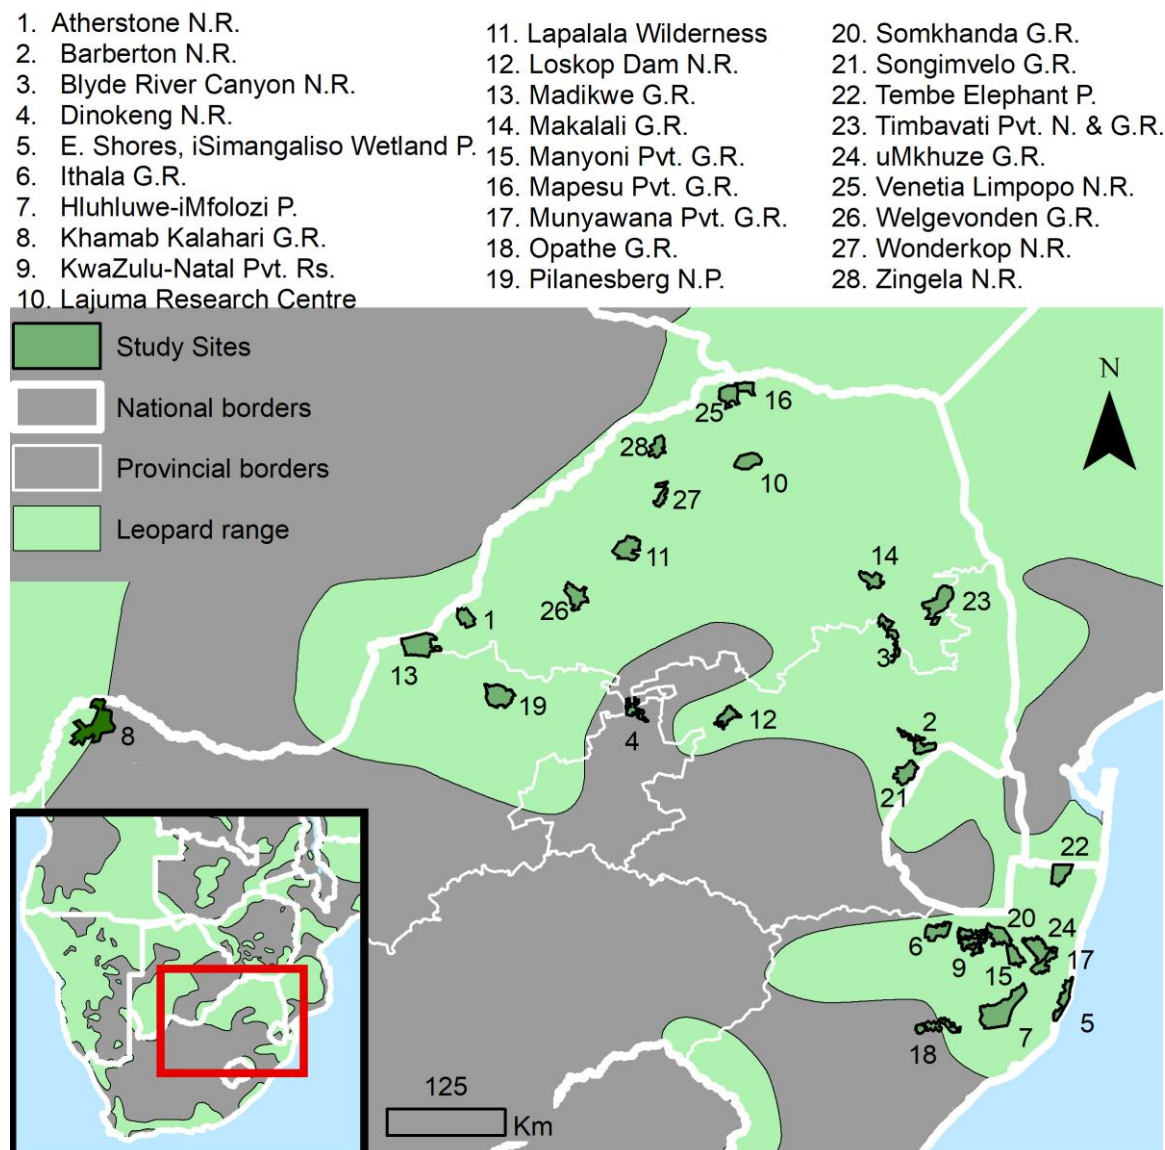 1. Atherstone N.R.
2. Barberton N.R.
3. Blyde River Canyon N.R.
4. Dinokeng N.R.
5. E. Shores, iSimangaliso Wetland P.
6. Ithala G.R.
7. Hluhluwe-iMfolozi P.
8. Khamab Kalahari G.R.
9. KwaZulu-Natal Pvt. Rs.
10. Lajuma Research Centre
11. Lapalala Wilderness
12. Loskop Dam N.R.
13. Madikwe G.R.
14. Makalali G.R.
15. Manyoni Pvt. G.R.
16. Mapesu Pvt. G.R.
17. Munyawana Pvt. G.R.
18. Opathe G.R.
19. Pilanesberg N.P.
20. Somkhanda G.R.
21. Songimvelo G.R.
22. Tembe Elephant P.
23. Timbavati Pvt. N. & G.R.
24. uMkhuze G.R.
25. Venetia Limpopo N.R.
26. Welgevonden G.R.
27. Wonderkop N.R.
28. Zingela N.R.
Study Sites
National borders
Provincial borders
Leopard range
N
16
25
28
10
27
11
14
26
23
1
13
3
19
12
8
4
2
21
22
20
6
24
9
15
17
7
5
18
125
Km